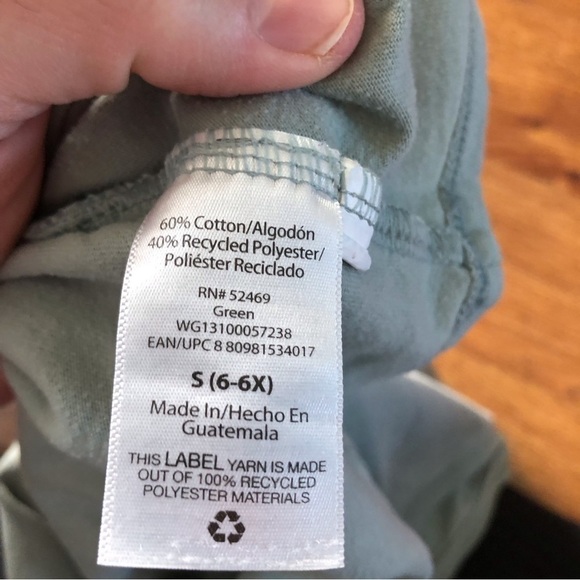 60% Cotton/Algodón
40% Recycled Polyester/
Poliéster Reciclado
RN# 52469
Green
WG13100057238
EAN/UPC 8 80981534017
S (6-6X)
Made In/Hecho En
Guatemala
THIS LABEL YARN IS MADE
OUT OF 100% RECYCLED
POLYESTER MATERIALS